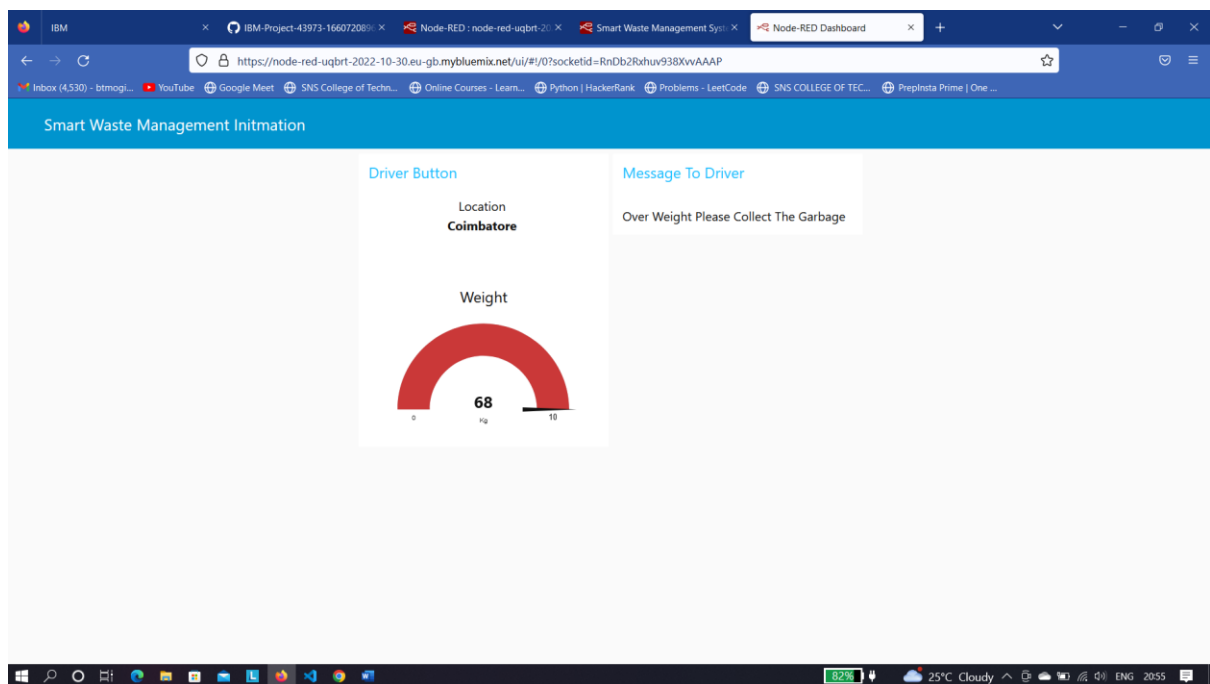 IBM
IBM-Project-43973-1660720896
Node-RED : node-red-uqbrt-20
Smart Waste Management Syst
Node-RED Dashboard
https://node-red-uqbrt-2022-10-30.eu-gb.mybluemix.net/ui/#!/0?socketid=RnDb2Rxhuv938XvvAAAP
Inbox (4,530) - btmogi...
YouTube
Google Meet
SNS College of Techn...
Online Courses - Learn...
Python | HackerRank
Problems - LeetCode
SNS COLLEGE OF TEC...
PrepInsta Prime | One ...
Smart Waste Management Initmation
Driver Button
Location
Coimbatore
Weight
68
Kg
0
10
Message To Driver
Over Weight Please Collect The Garbage
82%
25°C Cloudy
ENG
2055